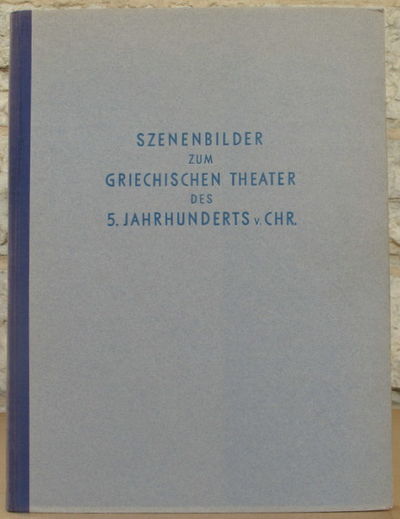 SZENENBILDER
ZUM
GRIECHISCHEN THEATER
DES
5. JAHRHUNDERTS v. CHR.